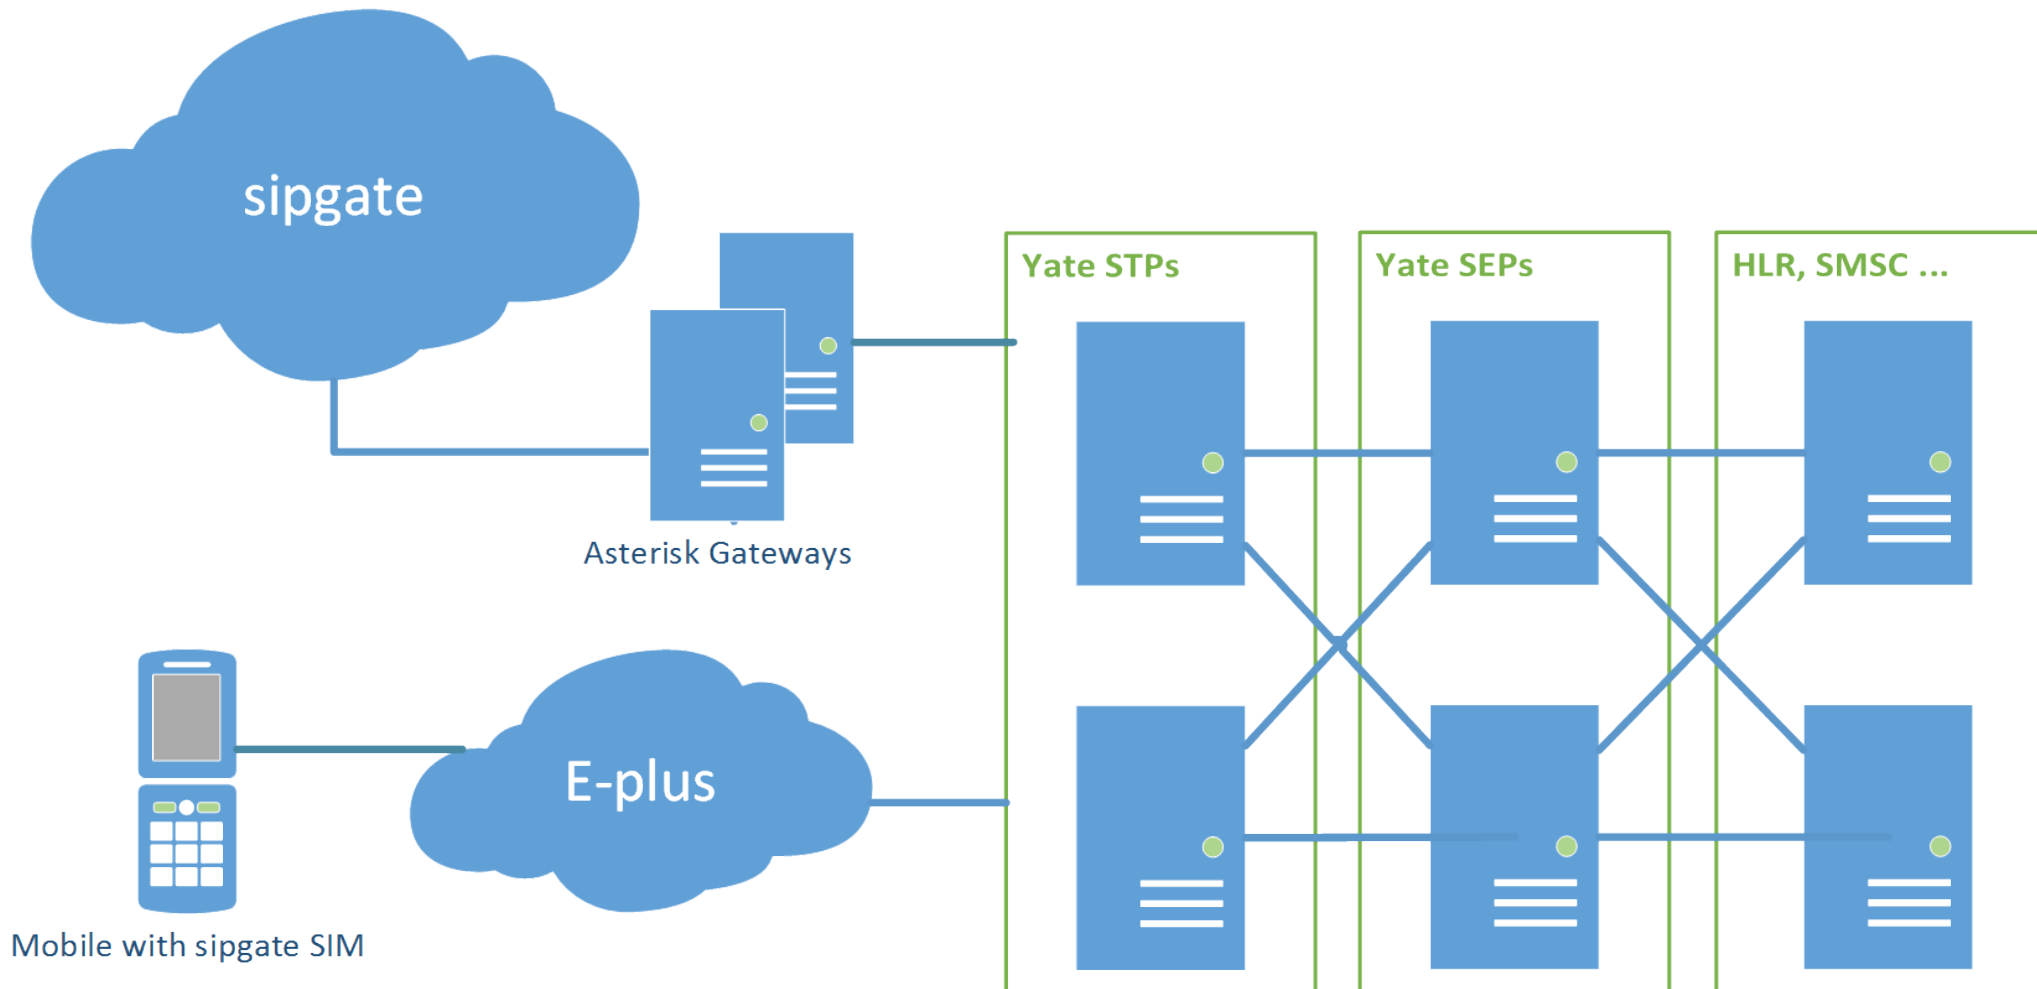 sipgate
Yate STPs
Yate SEPs
HLR, SMSC ...
Asterisk Gateways
E-plus
Mobile with sipgate SIM